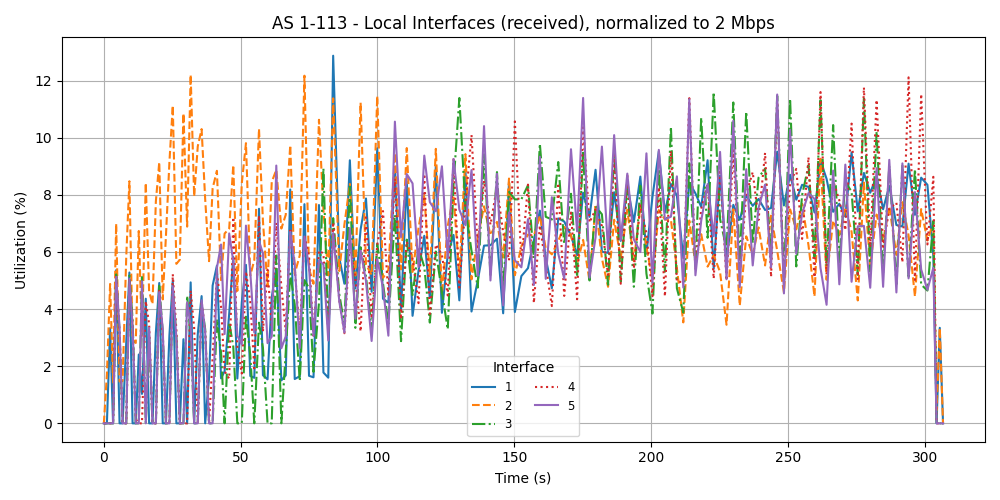 AS 1-113 - Local Interfaces (received), normalized to 2 Mbps
Utilization (%)
12
10
8
6
4
2
0
0 50 100 150 200 250 300
Time (s)
Interface
1 4
2 5
3